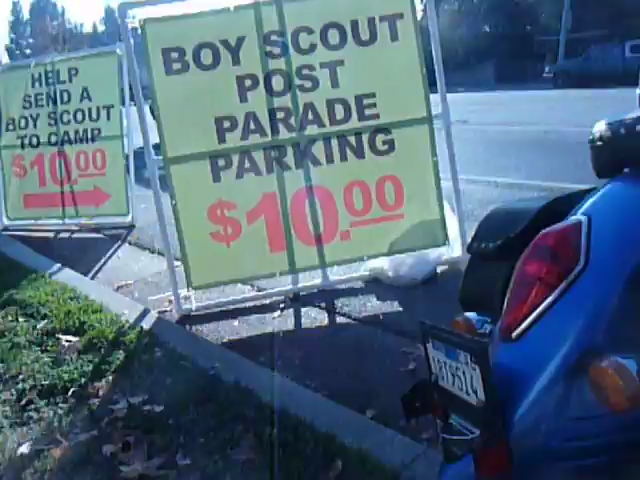 HELP
SEND A
BOY SCOUT
TO CAMP
$10.00
BOY SCOUT
POST
PARADE
PARKING
$10.00